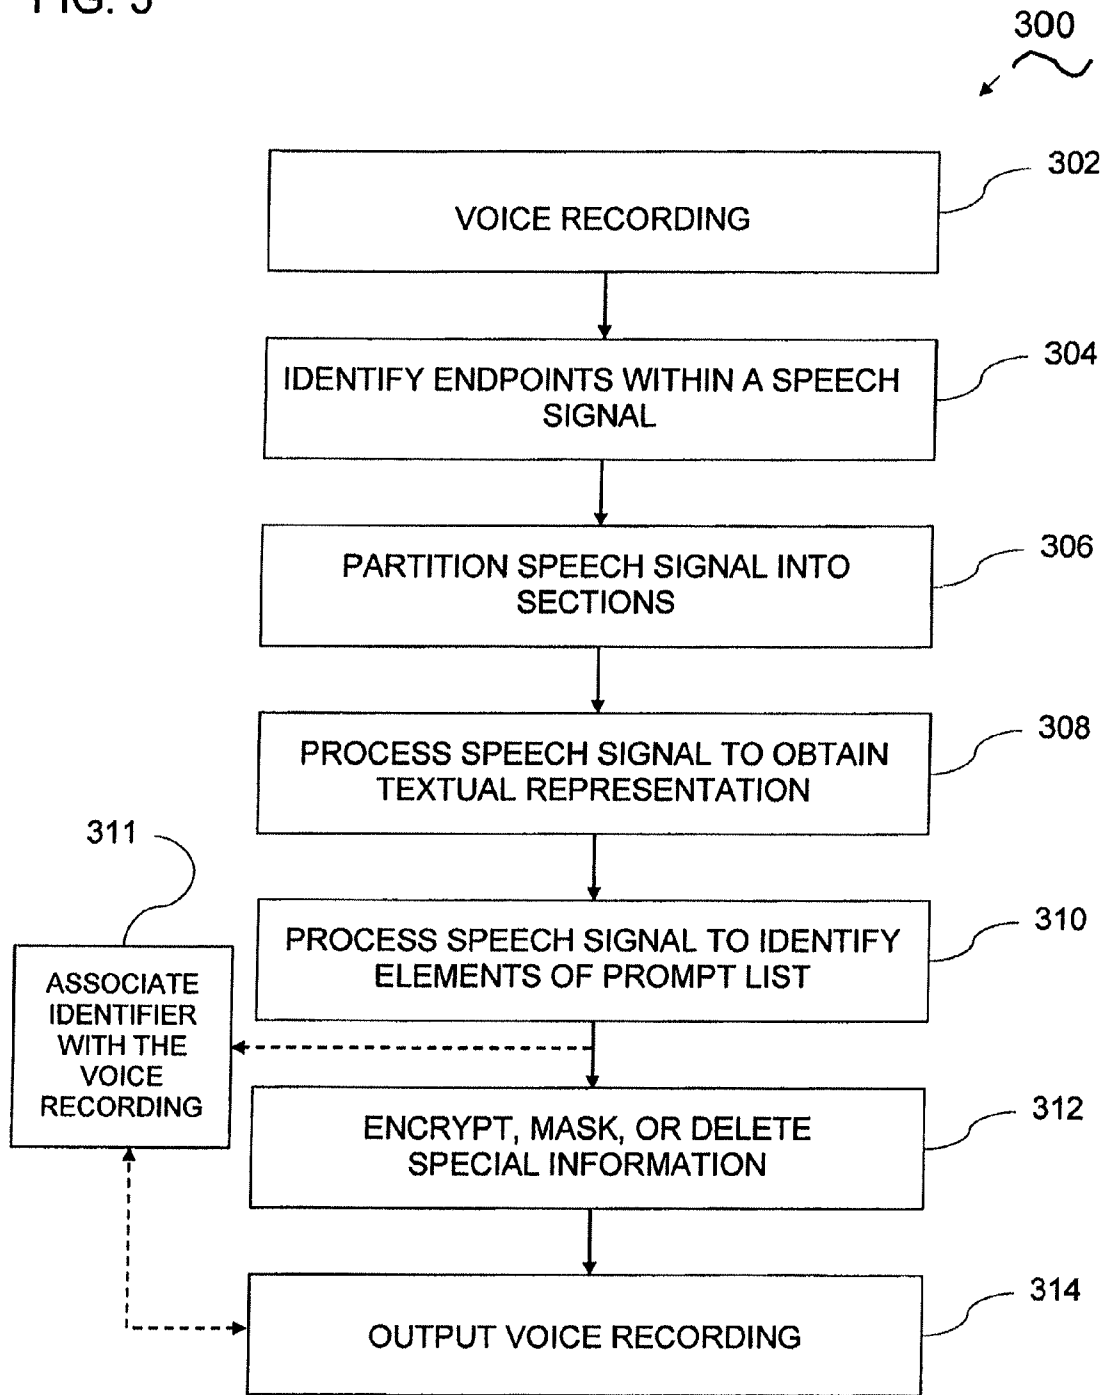 FIG. 3
300
302
VOICE RECORDING
304
IDENTIFY ENDPOINTS WITHIN A SPEECH
SIGNAL
306
PARTITION SPEECH SIGNAL INTO
SECTIONS
308
PROCESS SPEECH SIGNAL TO OBTAIN
TEXTUAL REPRESENTATION
311
310
PROCESS SPEECH SIGNAL TO IDENTIFY
ELEMENTS OF PROMPT LIST
ASSOCIATE
IDENTIFIER
WITH THE
VOICE
RECORDING
312
ENCRYPT, MASK, OR DELETE
SPECIAL INFORMATION
314
OUTPUT VOICE RECORDING